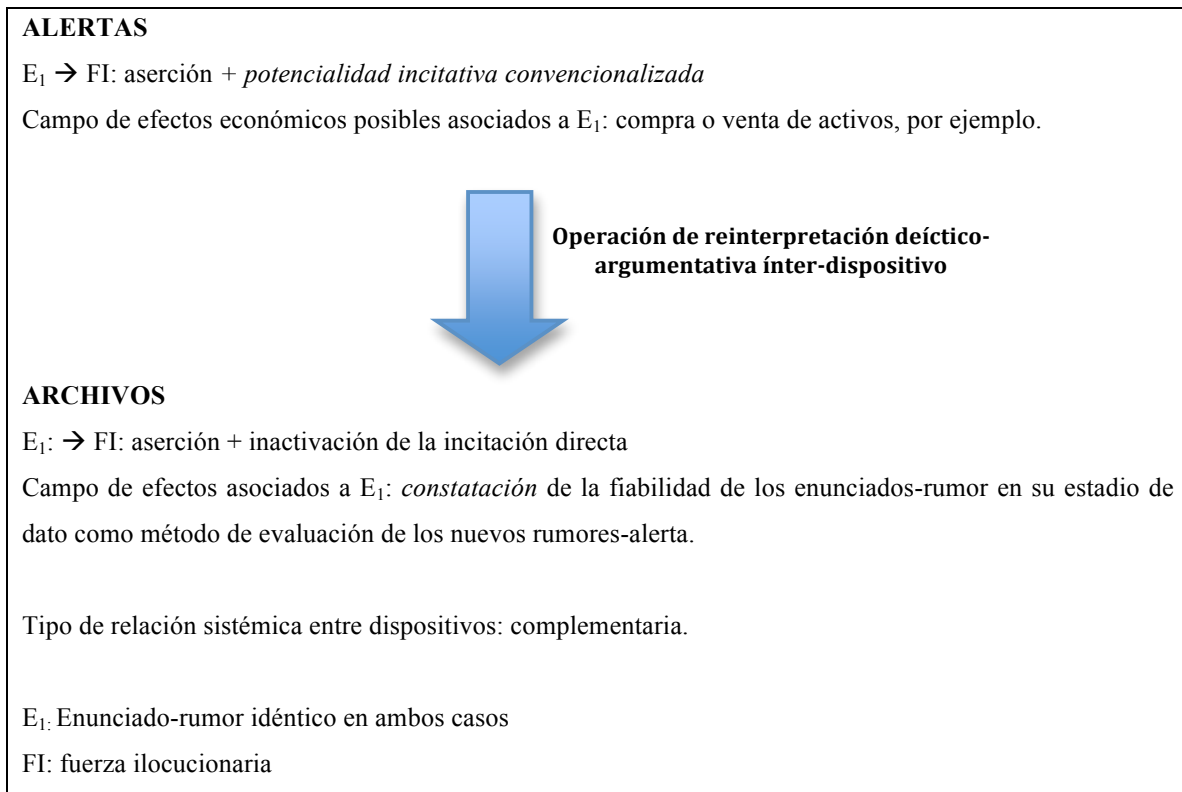 ALERTAS
E₁ → FI: aserción + potencialidad incitativa convencionalizada
Campo de efectos económicos posibles asociados a E₁: compra o venta de activos, por ejemplo.
Operación de reinterpretación deíctico-
argumentativa ínter-dispositivo
ARCHIVOS
E₁: → FI: aserción + inactivación de la incitación directa
Campo de efectos asociados a E₁: constatación de la fiabilidad de los enunciados-rumor en su estadio de
dato como método de evaluación de los nuevos rumores-alerta.
Tipo de relación sistémica entre dispositivos: complementaria.
E₁: Enunciado-rumor idéntico en ambos casos
FI: fuerza ilocucionaria